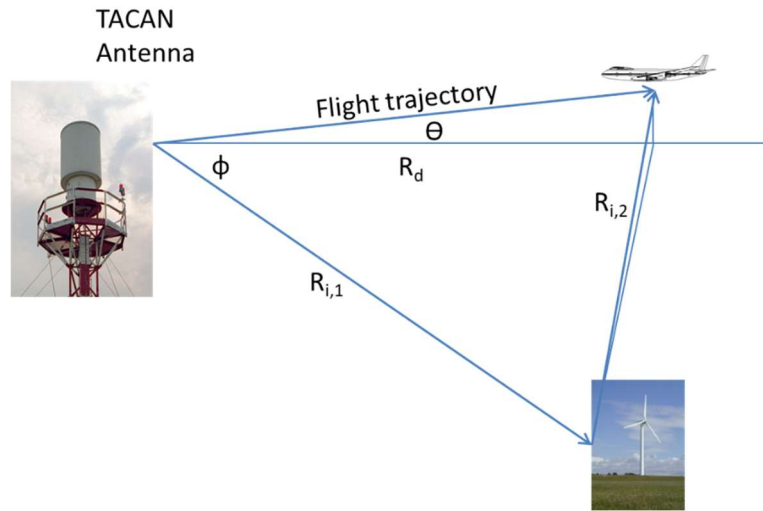 TACAN
Antenna
Flight trajectory
Θ
ϕ
R_d
R_i,2
R_i,1